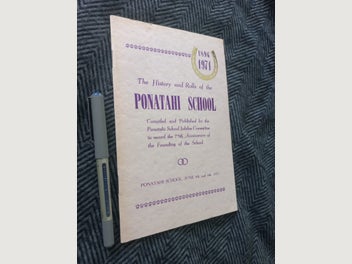 1896
1971
The History and Rolls of the
PONATAHI SCHOOL
Compiled and Published by the
Ponatahi School Jubilee Committee
to record the 75th Anniversary of
the Founding of the School
PONATAHI SCHOOL, JUNE 4th and 5th, 1971